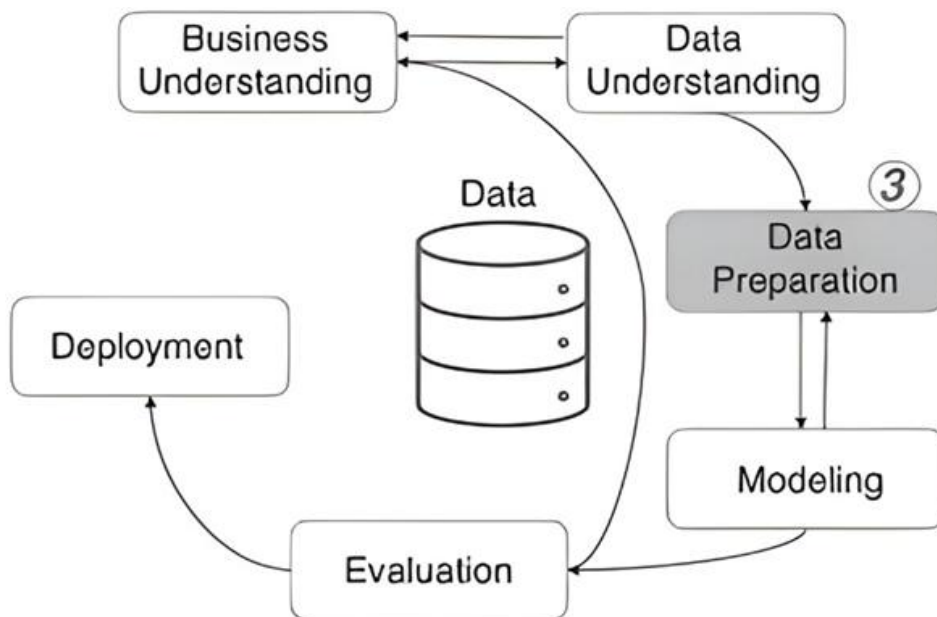 Business
Understanding
Data
Understanding
Data
3
Data
Preparation
Deployment
Modeling
Evaluation